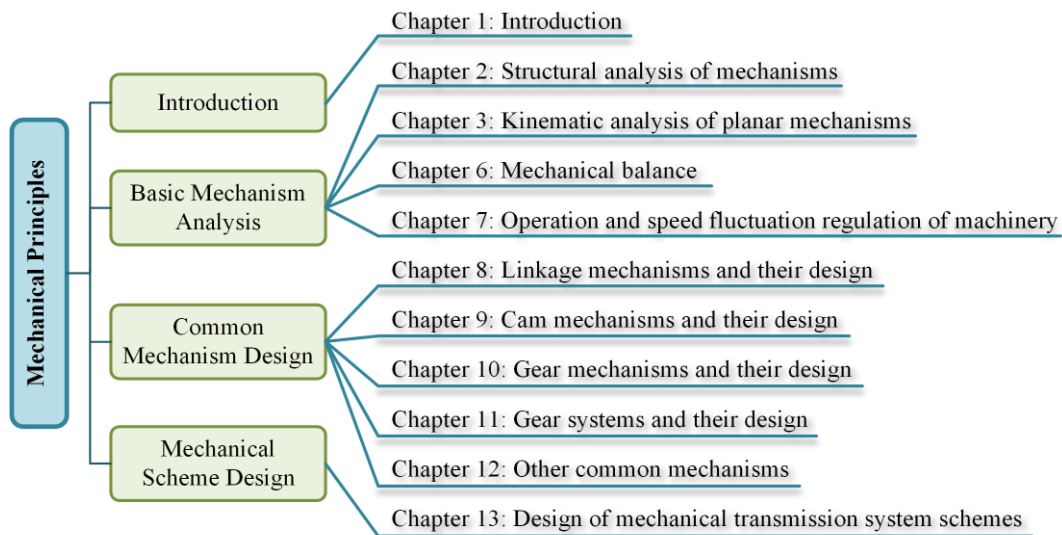 Mechanical Principles
Introduction
Chapter 1: Introduction
Basic Mechanism
Analysis
Chapter 2: Structural analysis of mechanisms
Chapter 3: Kinematic analysis of planar mechanisms
Chapter 6: Mechanical balance
Chapter 7: Operation and speed fluctuation regulation of machinery
Common
Mechanism Design
Chapter 8: Linkage mechanisms and their design
Chapter 9: Cam mechanisms and their design
Chapter 10: Gear mechanisms and their design
Chapter 11: Gear systems and their design
Chapter 12: Other common mechanisms
Mechanical
Scheme Design
Chapter 13: Design of mechanical transmission system schemes